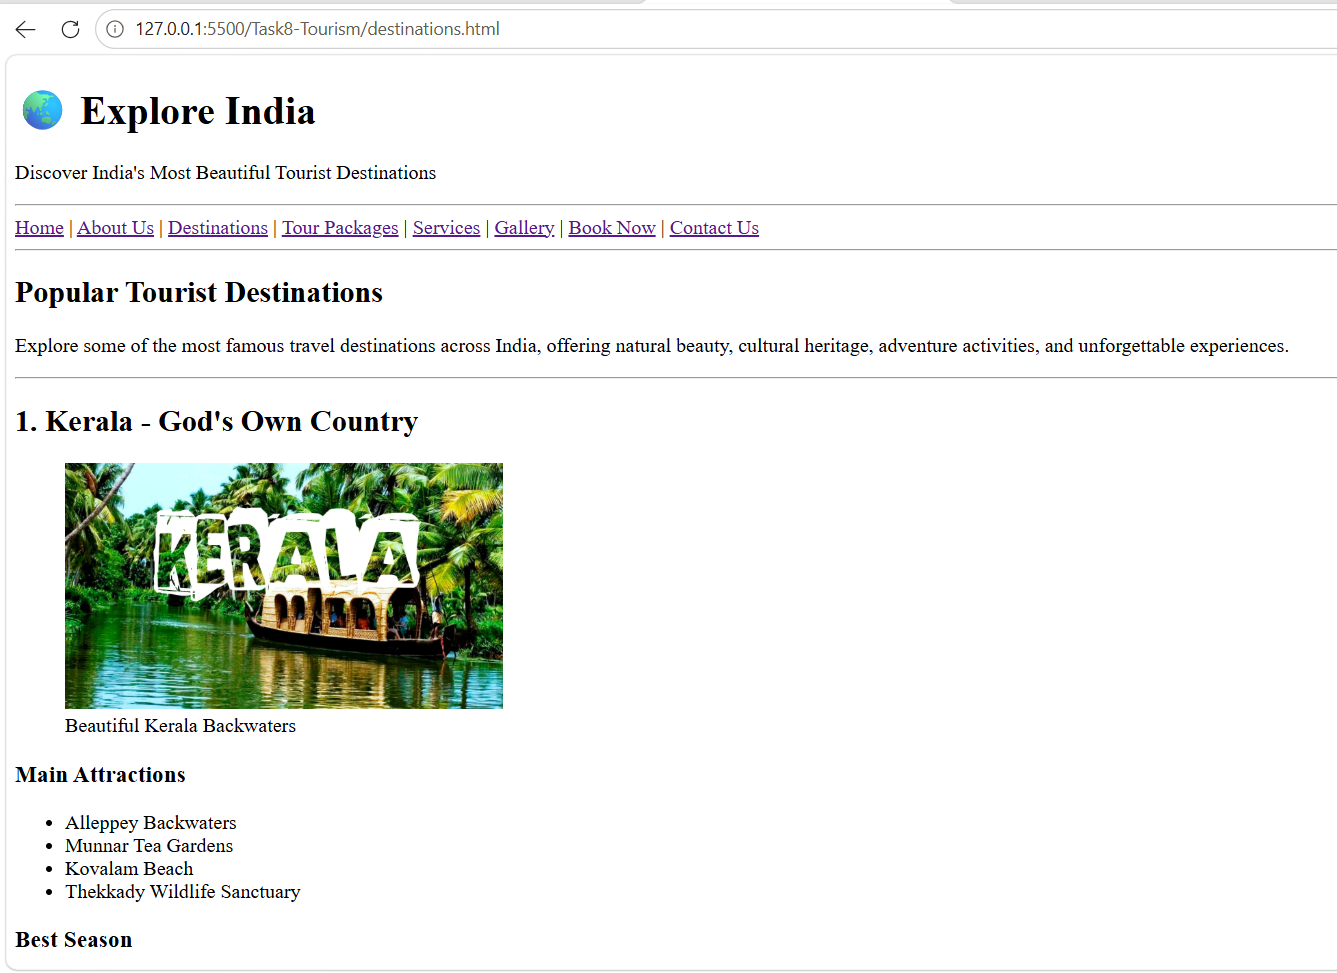 127.0.0.1:5500/Task8-Tourism/destinations.html
Explore India
Discover India's Most Beautiful Tourist Destinations
Home | About Us | Destinations | Tour Packages | Services | Gallery | Book Now | Contact Us
Popular Tourist Destinations
Explore some of the most famous travel destinations across India, offering natural beauty, cultural heritage, adventure activities, and unforgettable experiences.
1. Kerala - God's Own Country
KERALA
Beautiful Kerala Backwaters
Main Attractions
• Alleppey Backwaters
• Munnar Tea Gardens
• Kovalam Beach
• Thekkady Wildlife Sanctuary
Best Season